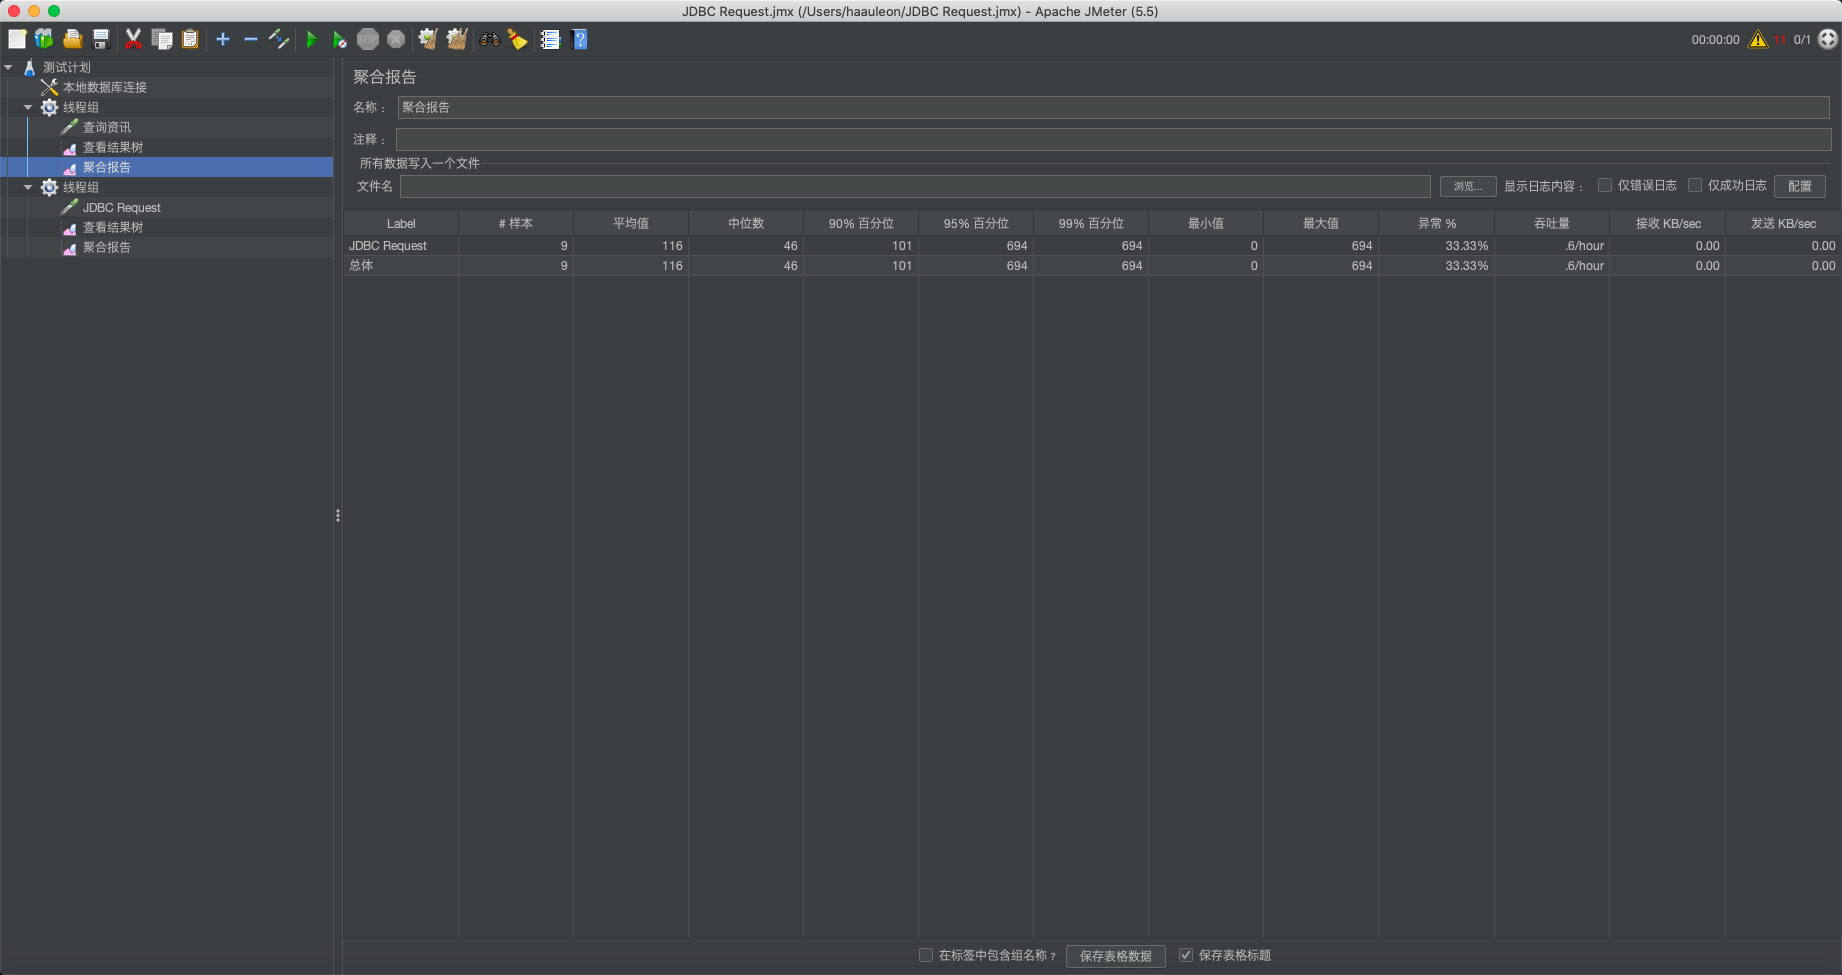 JDBC Request.jmx (/Users/haauleon/JDBC Request.jmx) - Apache JMeter (5.5)
STOP
00:00:00 11 0/1
测试计划
本地数据库连接
线程组
查询资讯
查看结果树
聚合报告
线程组
JDBC Request
查看结果树
聚合报告
聚合报告
名称： 聚合报告
注释：
所有数据写入一个文件
文件名 浏览... 显示日志内容： 仅错误日志 仅成功日志 配置
Label # 样本 平均值 中位数 90% 百分位 95% 百分位 99% 百分位 最小值 最大值 异常 % 吞吐量 接收 KB/sec 发送 KB/sec
JDBC Request 9 116 46 101 694 694 0 694 33.33% .6/hour 0.00 0.00
总体 9 116 46 101 694 694 0 694 33.33% .6/hour 0.00 0.00
在标签中包含组名称？ 保存表格数据 保存表格标题